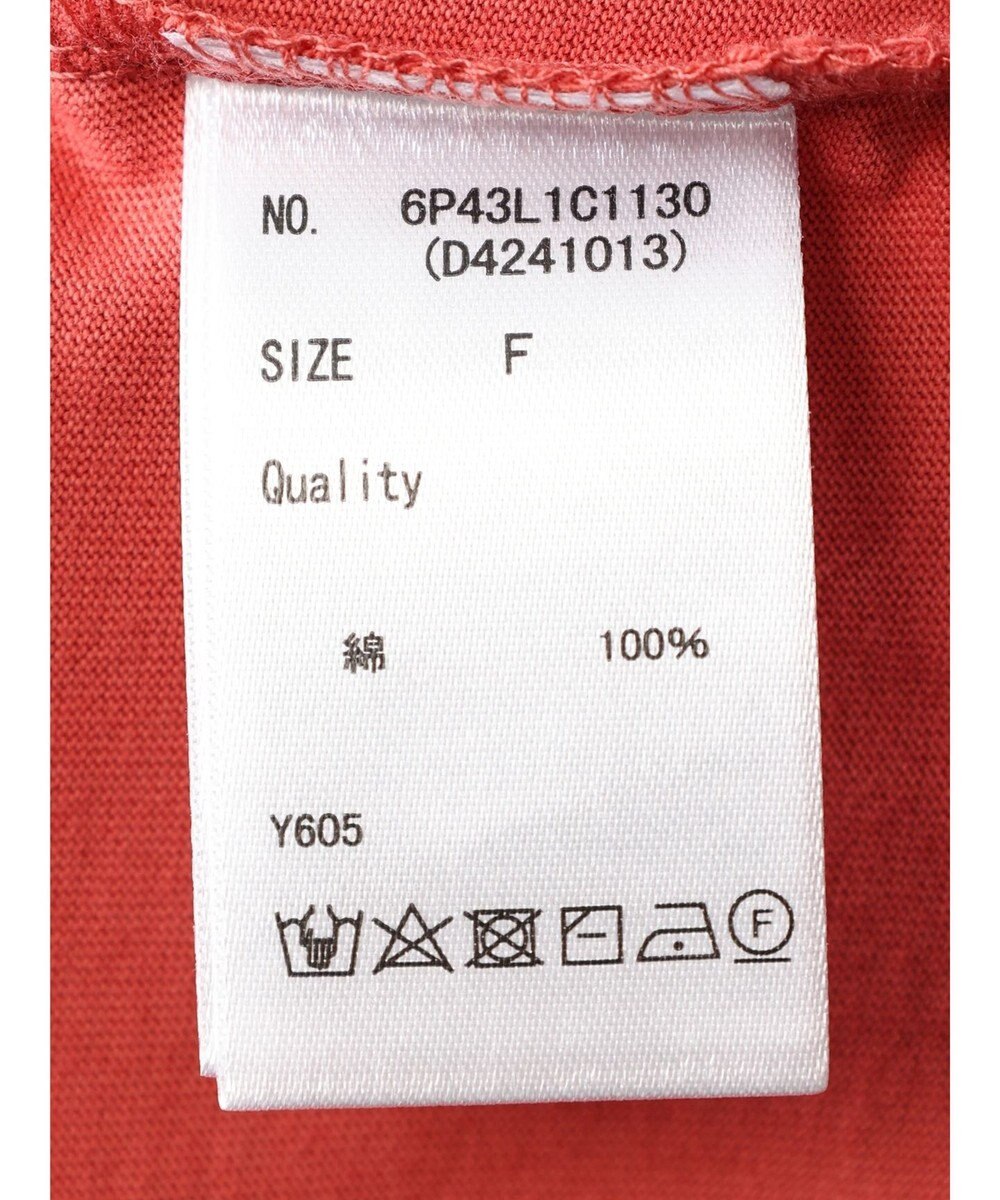 NO. 6P43L1C1130
(D4241013)
SIZE F
Quality
綿 100%
Y605
F